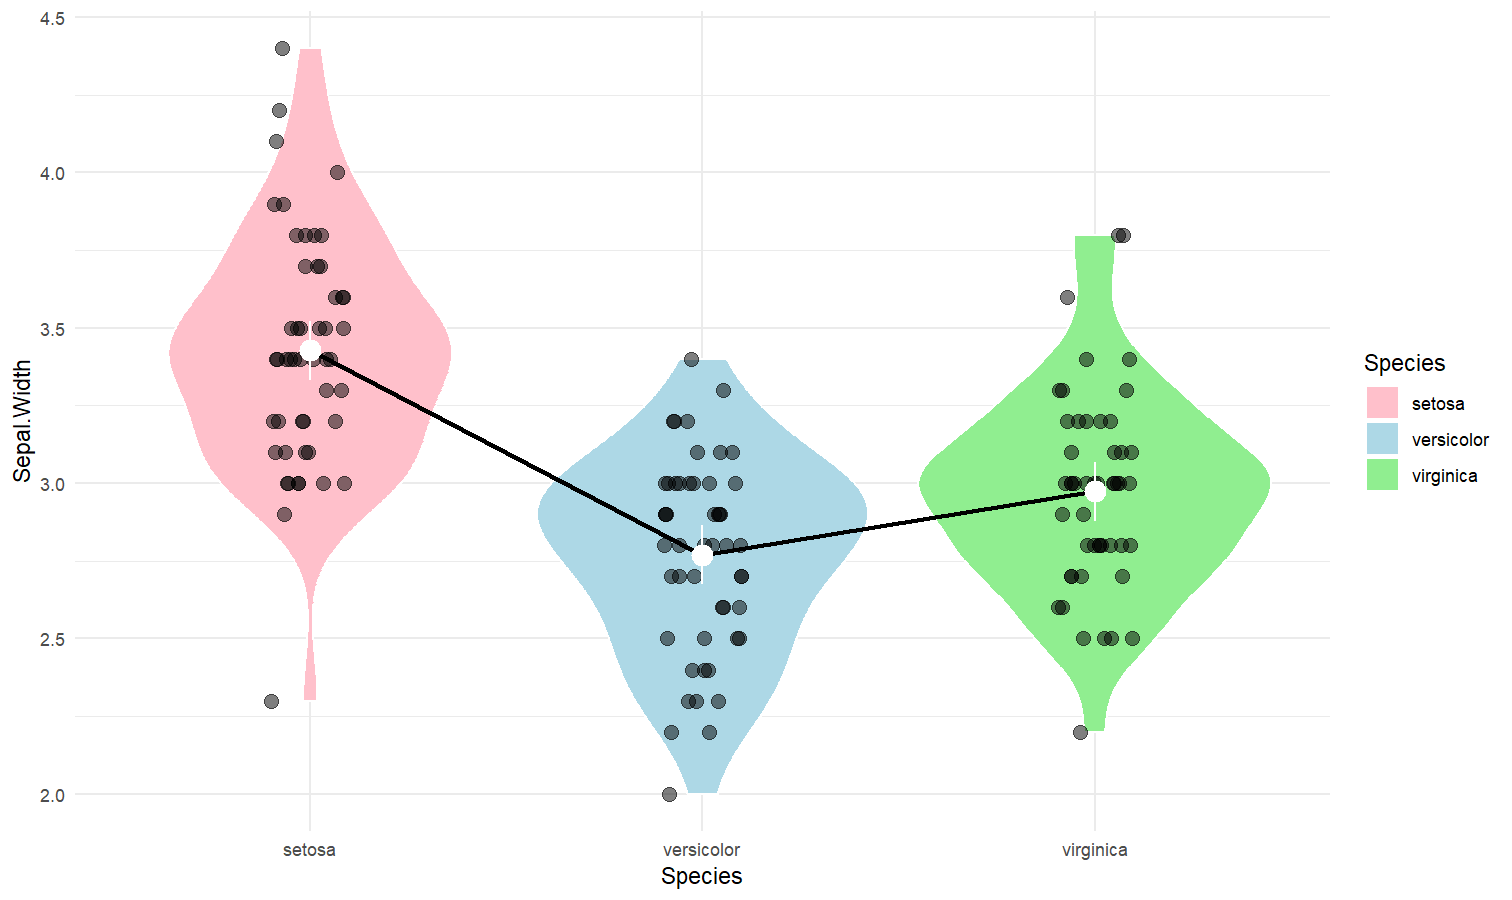 4.5
4.0
3.5
3.0
2.5
2.0
Sepal.Width
setosa
versicolor
virginica
Species
Species
setosa
versicolor
virginica